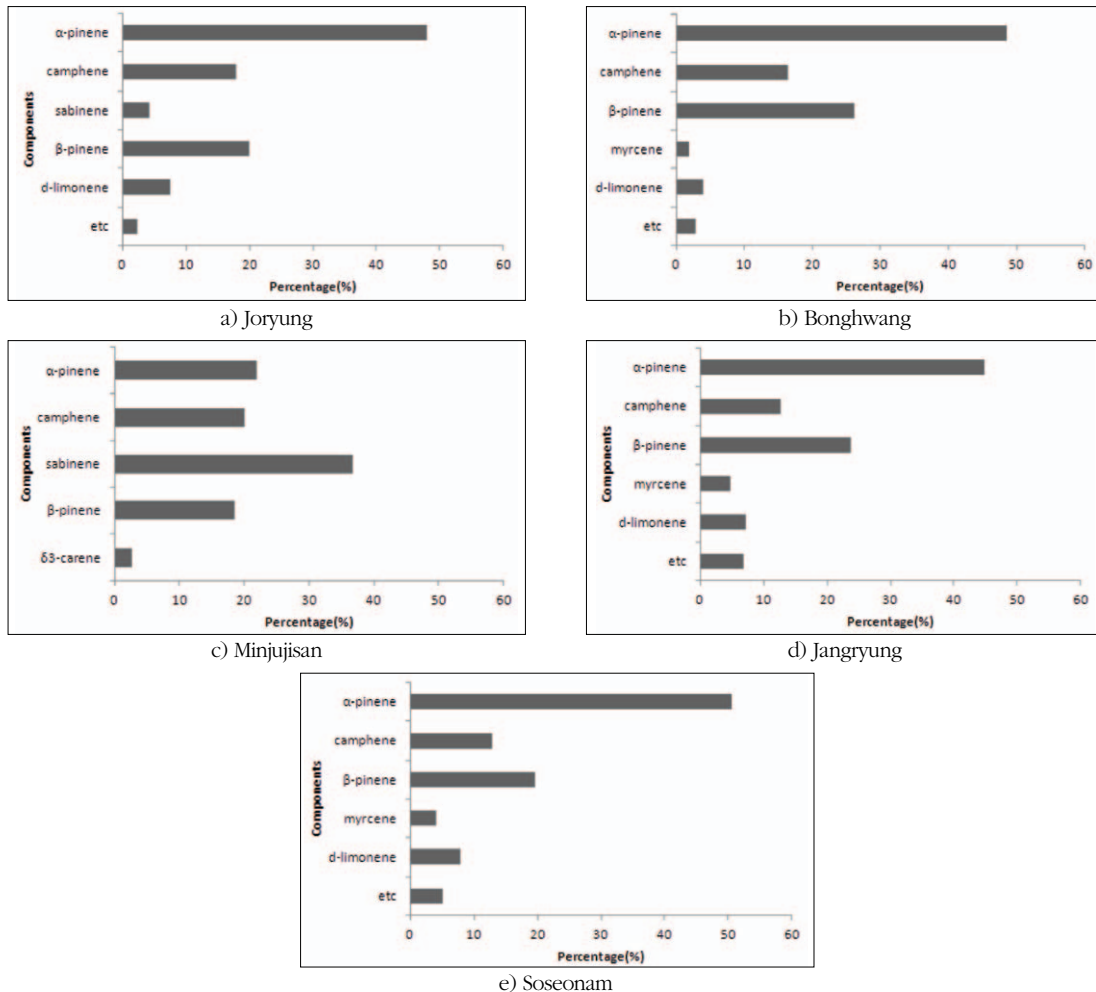 α-pinene
camphene
sabinene
β-pinene
d-limonene
etc
Components
0 10 20 30 40 50 60
Percentage(%)
a) Joryung
α-pinene
camphene
β-pinene
myrcene
d-limonene
etc
Components
0 10 20 30 40 50 60
Percentage(%)
b) Bonghwang
α-pinene
camphene
sabinene
β-pinene
δ3-carene
Components
0 10 20 30 40 50 60
Percentage(%)
c) Minjujisan
α-pinene
camphene
β-pinene
myrcene
d-limonene
etc
Components
0 10 20 30 40 50 60
Percentage(%)
d) Jangryung
α-pinene
camphene
β-pinene
myrcene
d-limonene
etc
Components
0 10 20 30 40 50 60
Percentage(%)
e) Soseonam